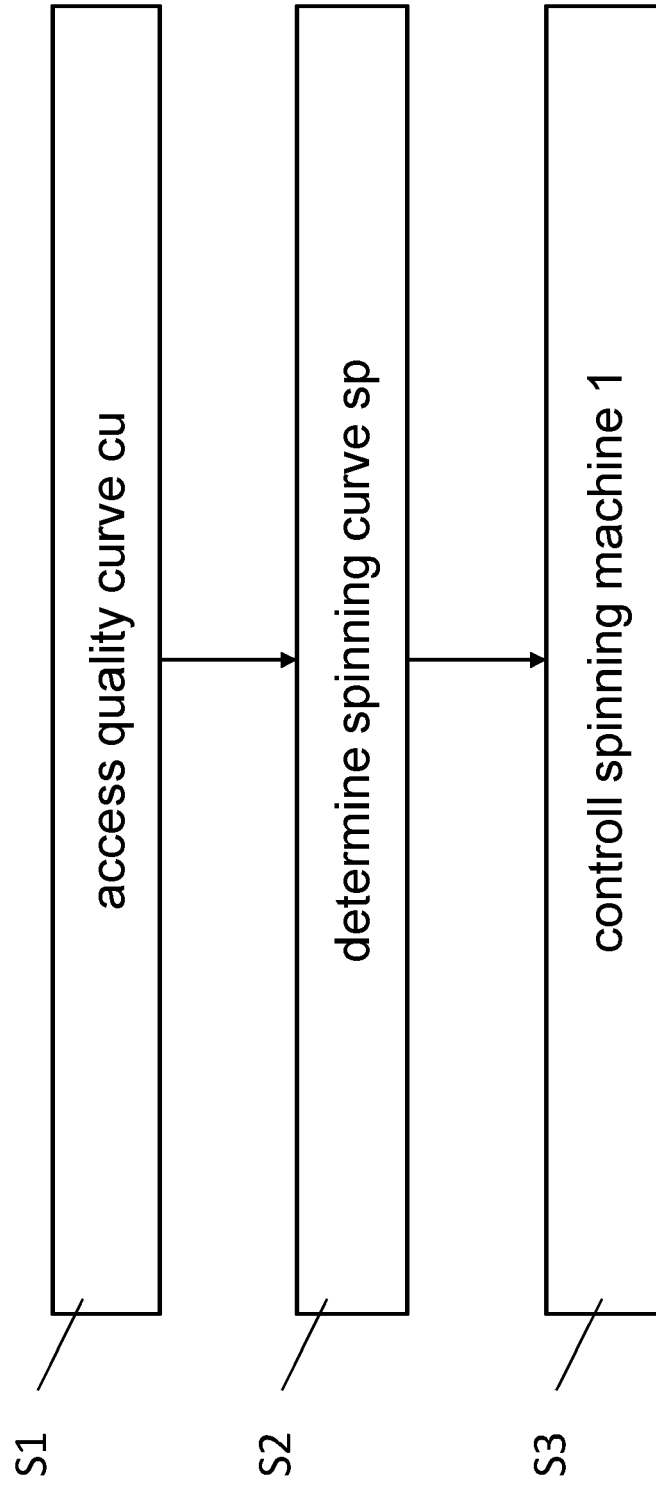 S1
access quality curve cu
S2
determine spinning curve sp
S3
controll spinning machine 1